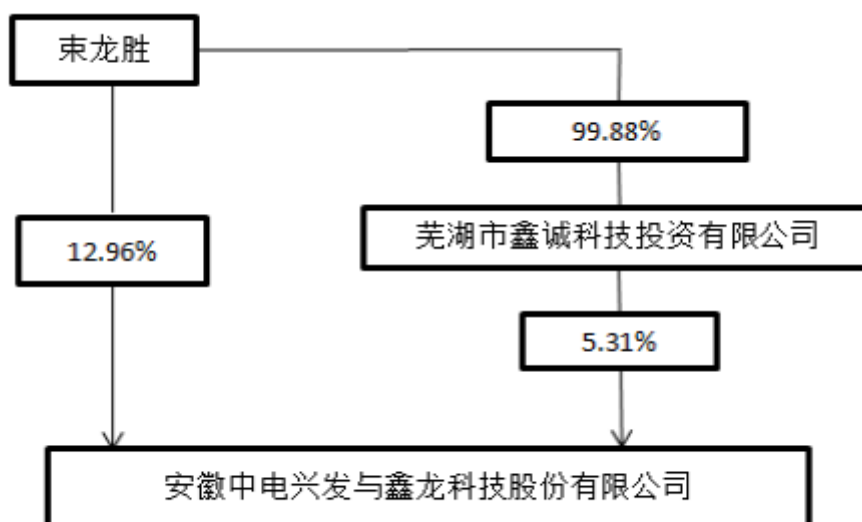 束龙胜
99.88%
芜湖市鑫诚科技投资有限公司
12.96%
5.31%
安徽中电兴发与鑫龙科技股份有限公司